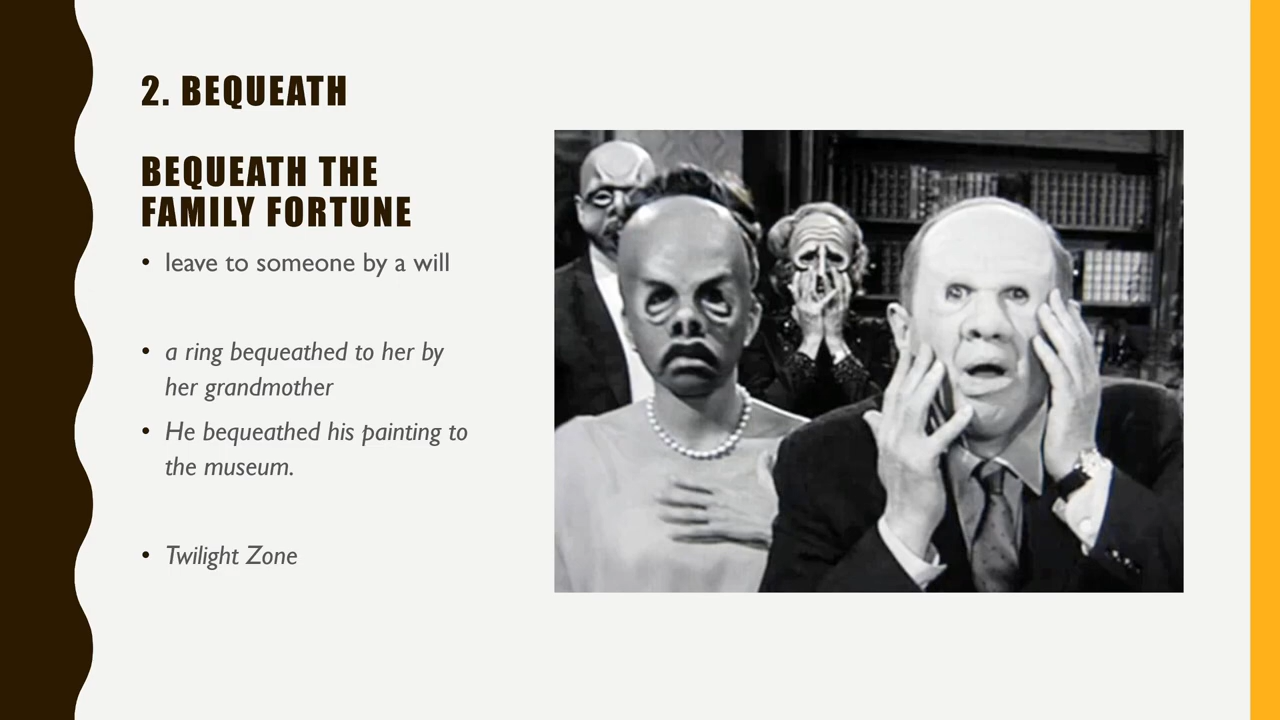 2. BEQUEATH
BEQUEATH THE
FAMILY FORTUNE
• leave to someone by a will
• a ring bequeathed to her by
her grandmother
• He bequeathed his painting to
the museum.
• Twilight Zone